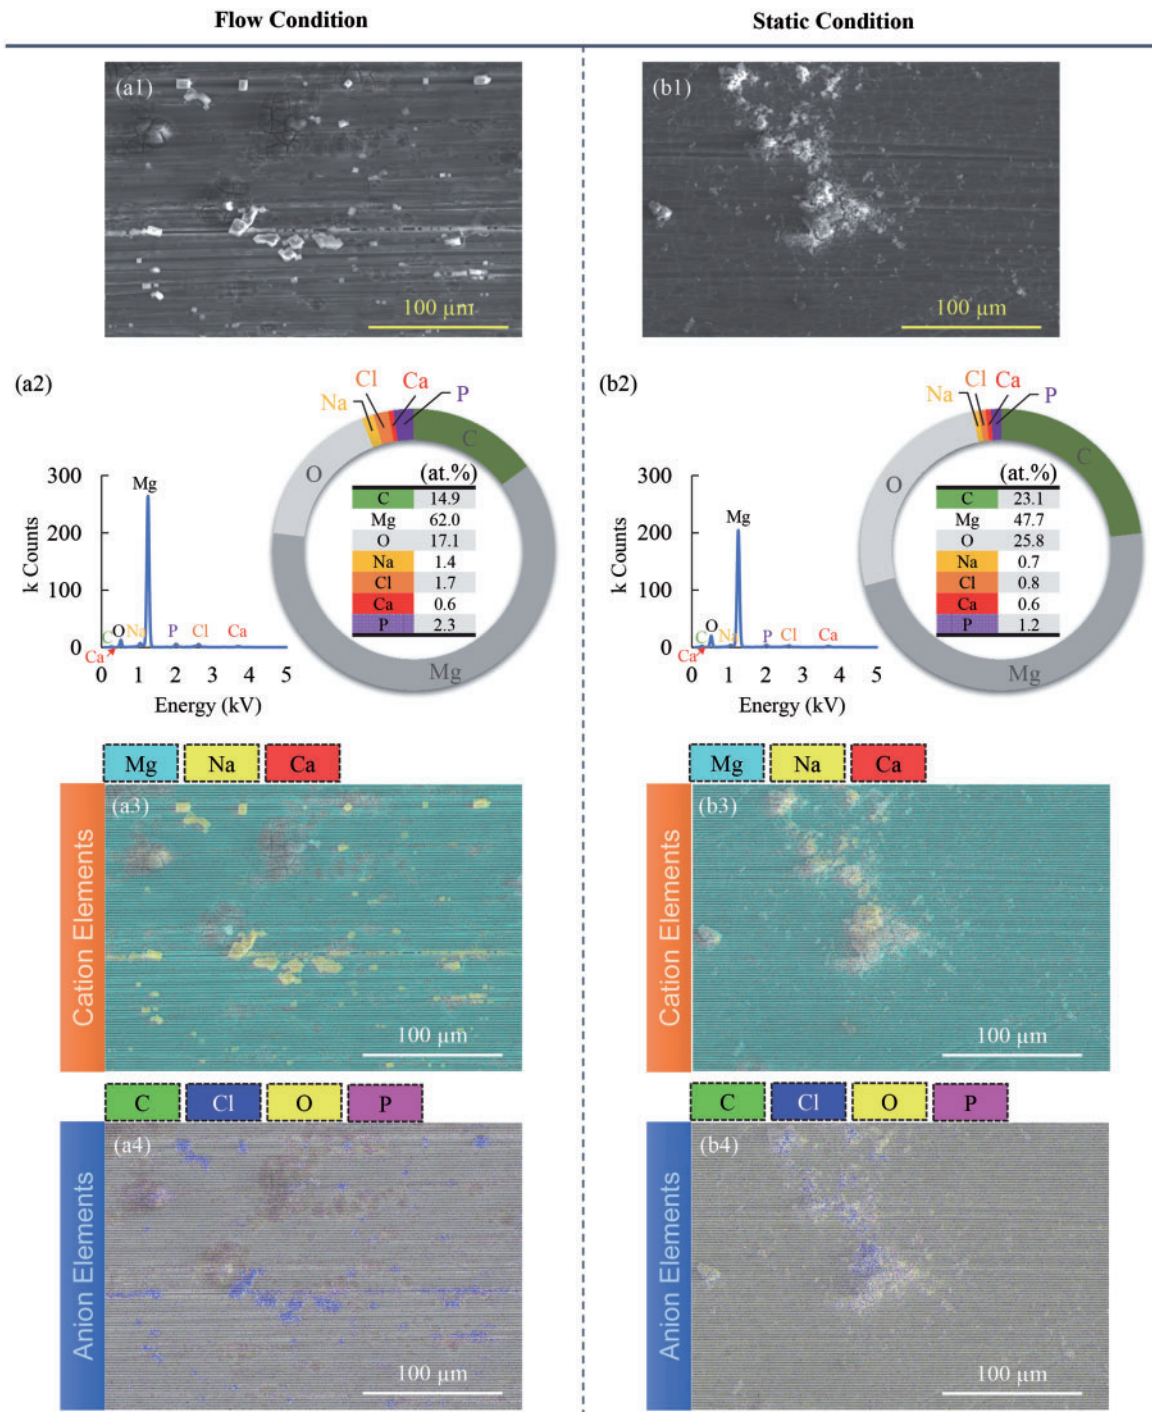 Flow Condition
Static Condition
(a1)
100 μm
(b1)
100 μm
(a2)
Na Cl Ca P
C
O
Mg
(at.%)
C 14.9
Mg 62.0
O 17.1
Na 1.4
Cl 1.7
Ca 0.6
P 2.3
k Counts
300
200
100
0
Mg
C O Na P Cl Ca
Ca
0 1 2 3 4 5
Energy (kV)
(b2)
Na Cl Ca P
C
O
Mg
(at.%)
C 23.1
Mg 47.7
O 25.8
Na 0.7
Cl 0.8
Ca 0.6
P 1.2
k Counts
300
200
100
0
Mg
C O Na P Cl Ca
Ca
0 1 2 3 4 5
Energy (kV)
Mg Na Ca
Cation Elements
(a3)
100 μm
Mg Na Ca
Cation Elements
(b3)
100 μm
C Cl O P
Anion Elements
(a4)
100 μm
C Cl O P
Anion Elements
(b4)
100 μm